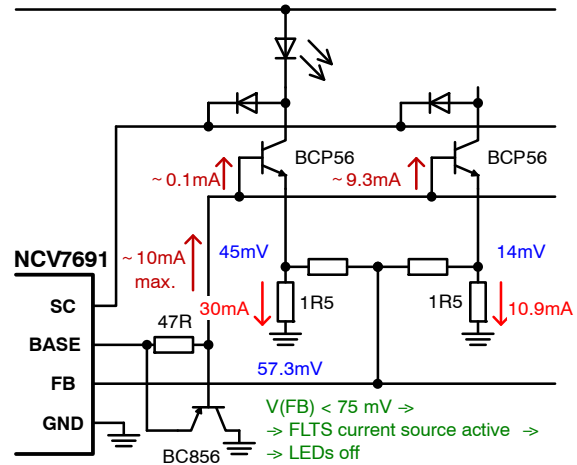 BCP56
BCP56
~ 0.1mA
~ 9.3mA
NCV7691
~ 10mA
max.
45mV
14mV
SC
30mA
1R5
1R5
10.9mA
47R
BASE
57.3mV
FB
V(FB) < 75 mV ->
GND
-> FLTS current source active ->
BC856
-> LEDs off